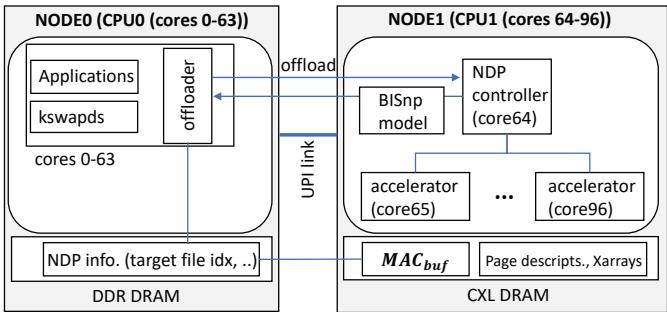 NODE0 (CPU0 (cores 0-63)
NODE1 (CPU1 (cores 64-96))
Applications
kswapds
offloader
cores 0-63
offload
UPI link
BISnp
model
NDP
controller
(core64)
accelerator
(core65)
...
accelerator
(core96)
NDP info. (target file idx, ..)
DDR DRAM
MACbuf
Page descripts., Xarrays
CXL DRAM